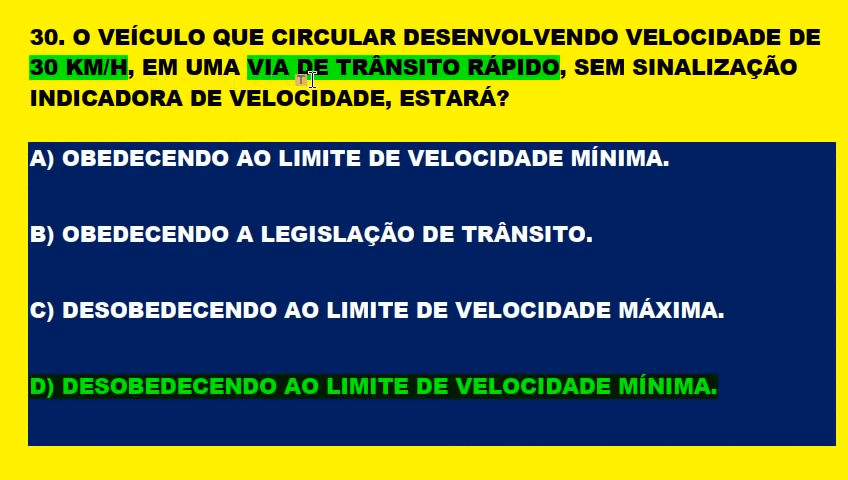 30. O VEÍCULO QUE CIRCULAR DESENVOLVENDO VELOCIDADE DE
30 KM/H, EM UMA VIA DE TRÂNSITO RÁPIDO, SEM SINALIZAÇÃO
INDICADORA DE VELOCIDADE, ESTARÁ?
A) OBEDECENDO AO LIMITE DE VELOCIDADE MÍNIMA.
B) OBEDECENDO A LEGISLAÇÃO DE TRÂNSITO.
C) DESOBEDECENDO AO LIMITE DE VELOCIDADE MÁXIMA.
D) DESOBEDECENDO AO LIMITE DE VELOCIDADE MÍNIMA.